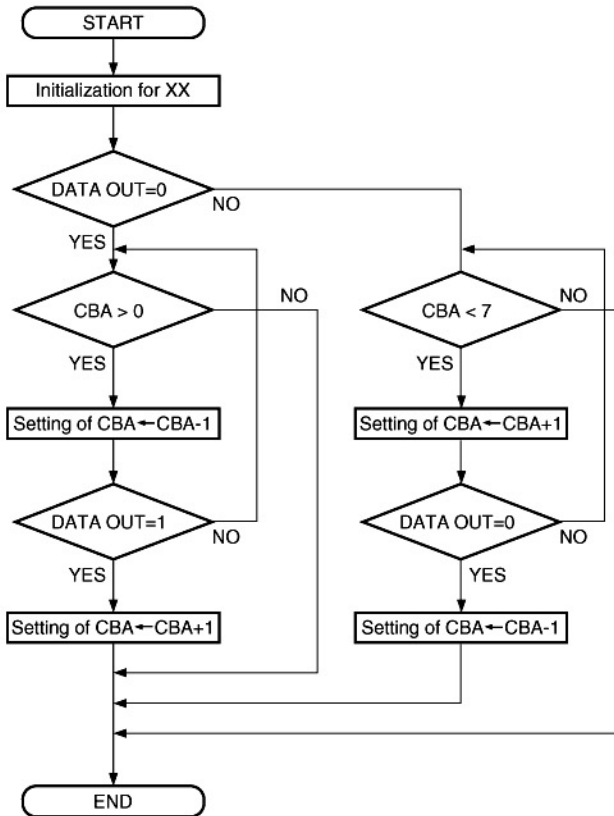 START
Initialization for XX
DATA OUT=0
NO
YES
CBA > 0
NO
YES
Setting of CBA←CBA-1
DATA OUT=1
NO
YES
Setting of CBA←CBA+1
CBA < 7
NO
YES
Setting of CBA←CBA+1
DATA OUT=0
NO
YES
Setting of CBA←CBA-1
END